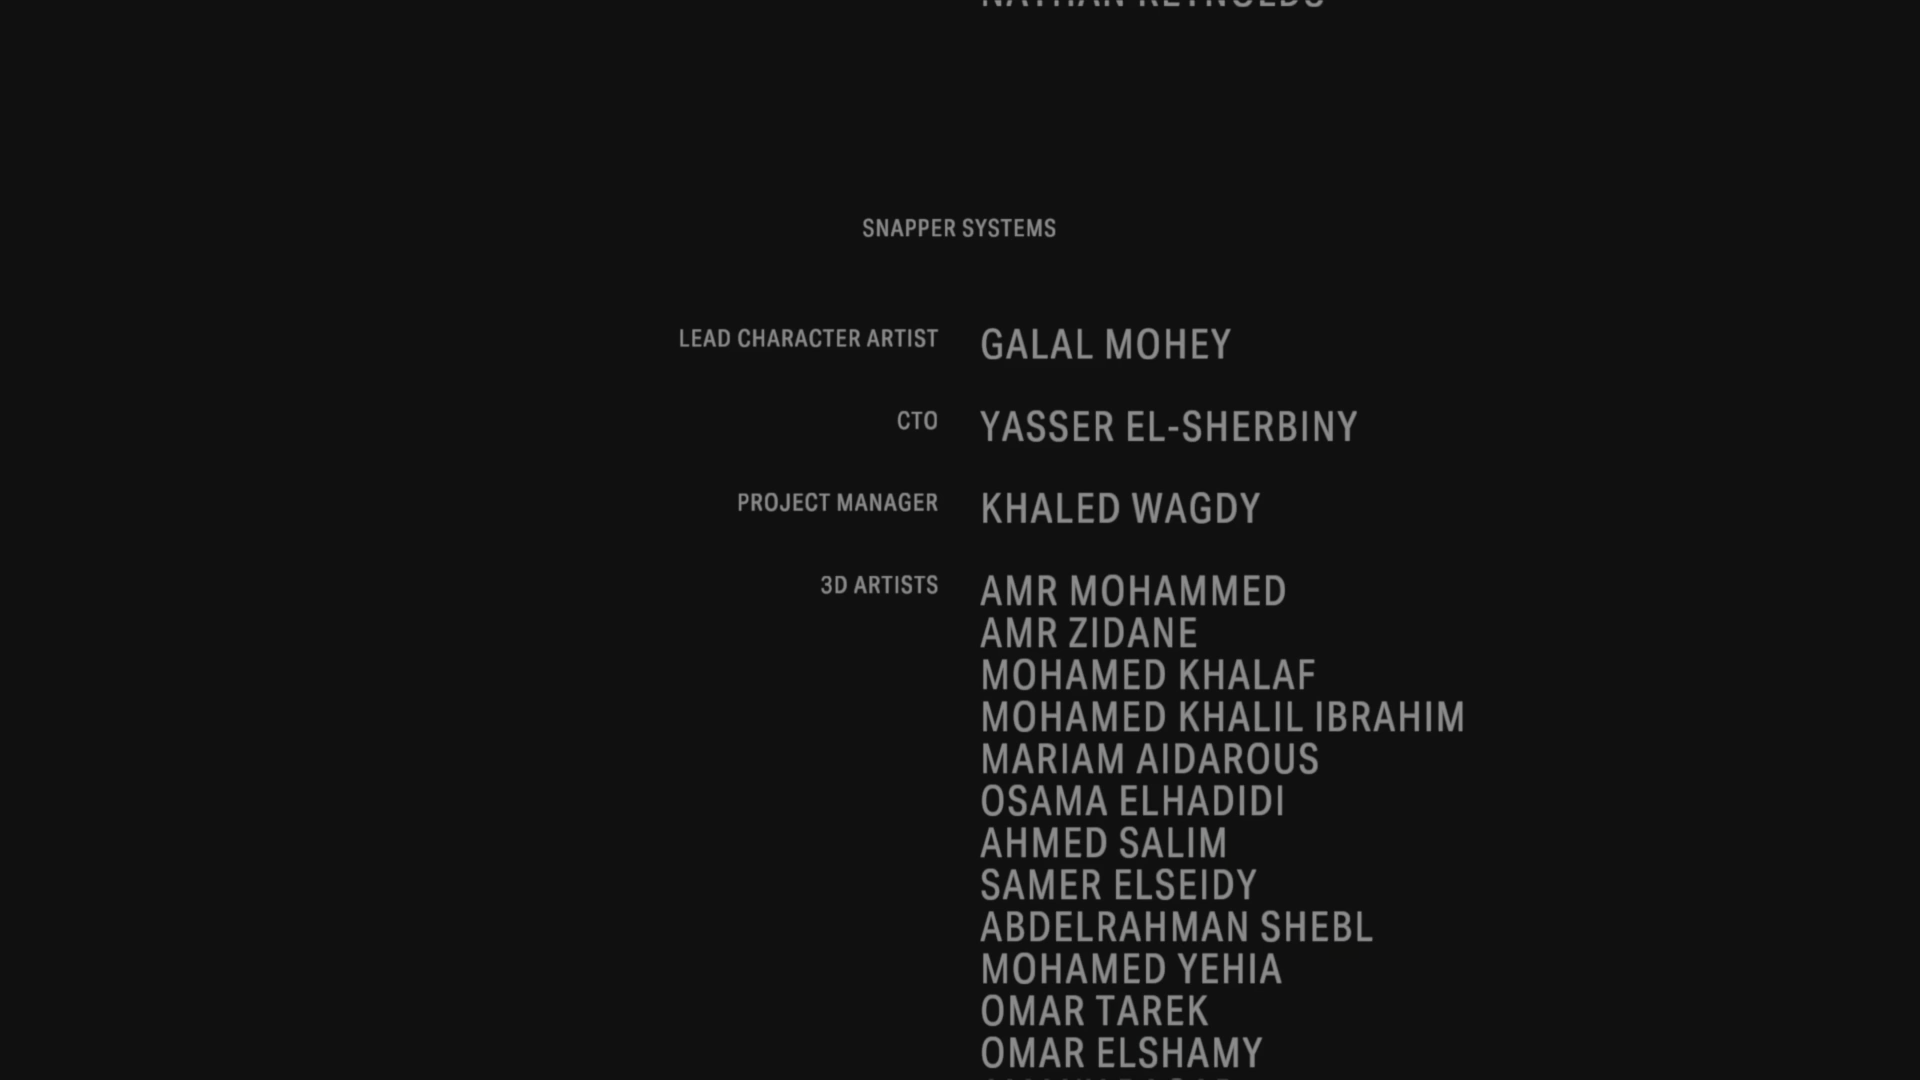 NATHAN REYNOLDS
SNAPPER SYSTEMS
LEAD CHARACTER ARTIST GALAL MOHEY
CTO YASSER EL-SHERBINY
PROJECT MANAGER KHALED WAGDY
3D ARTISTS AMR MOHAMMED
AMR ZIDANE
MOHAMED KHALAF
MOHAMED KHALIL IBRAHIM
MARIAM AIDAROUS
OSAMA ELHADIDI
AHMED SALIM
SAMER ELSEIDY
ABDELRAHMAN SHEBL
MOHAMED YEHIA
OMAR TAREK
OMAR ELSHAMY